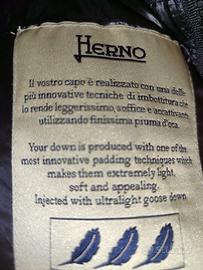 HERNO
Il vostro capo è realizzato con una delle
più innovative tecniche di imbottitura che
lo rende leggerissimo, soffice e accattivante
utilizzando finissima piuma d'oca.
Your down is produced with one of the
most innovative padding techniques which
makes them extremely light,
soft and appealing.
Injected with ultralight goose down